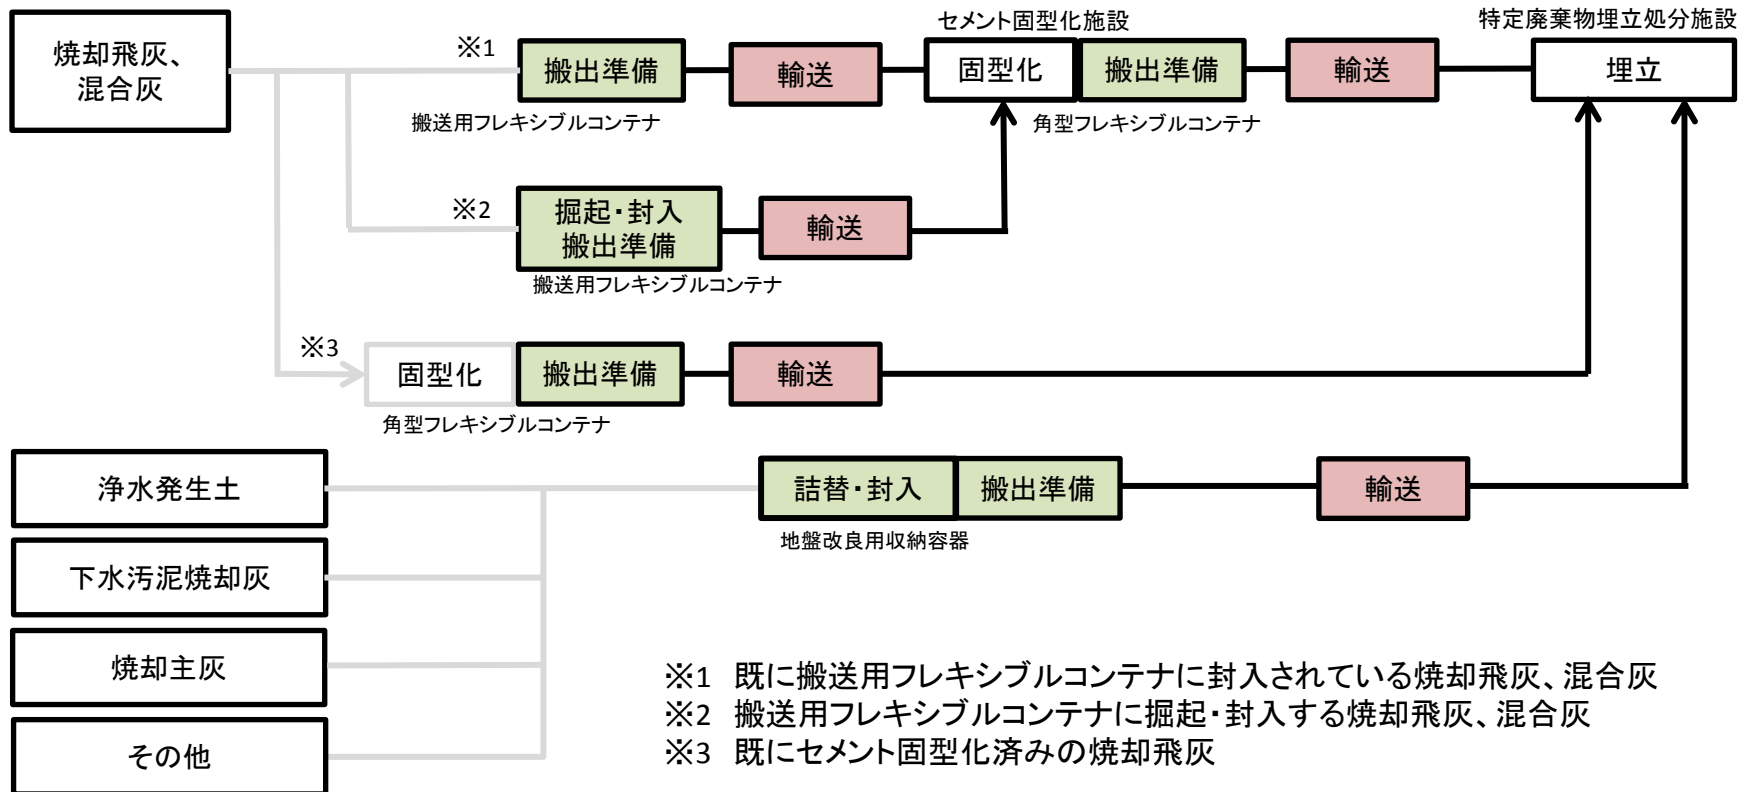 セメント固型化施設
特定廃棄物埋立処分施設
焼却飛灰、
混合灰
※1
搬出準備
輸送
固型化
搬出準備
輸送
埋立
搬送用フレキシブルコンテナ
角型フレキシブルコンテナ
※2
掘起・封入
搬出準備
輸送
搬送用フレキシブルコンテナ
※3
固型化
搬出準備
輸送
角型フレキシブルコンテナ
浄水発生土
詰替・封入
搬出準備
輸送
地盤改良用収納容器
下水汚泥焼却灰
焼却主灰
その他
※1 既に搬送用フレキシブルコンテナに封入されている焼却飛灰、混合灰
※2 搬送用フレキシブルコンテナに掘起・封入する焼却飛灰、混合灰
※3 既にセメント固型化済みの焼却飛灰